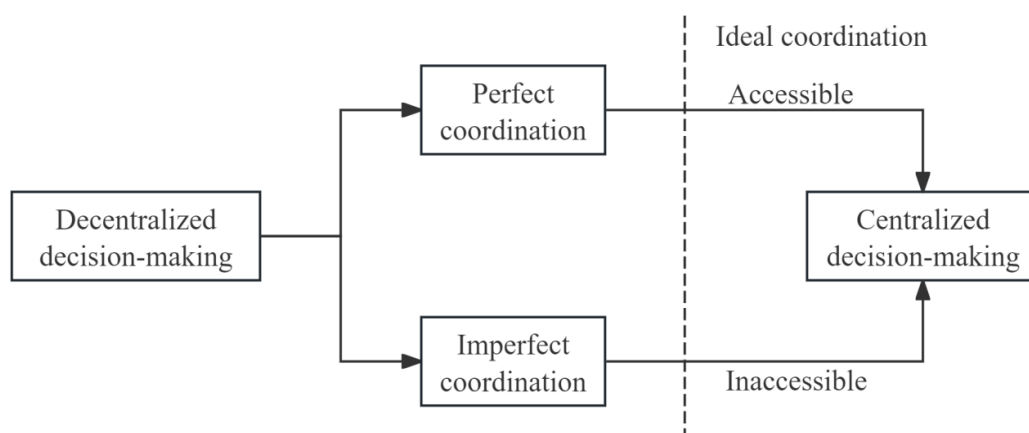 Ideal coordination
Perfect
coordination
Accessible
Decentralized
decision-making
Centralized
decision-making
Imperfect
coordination
Inaccessible